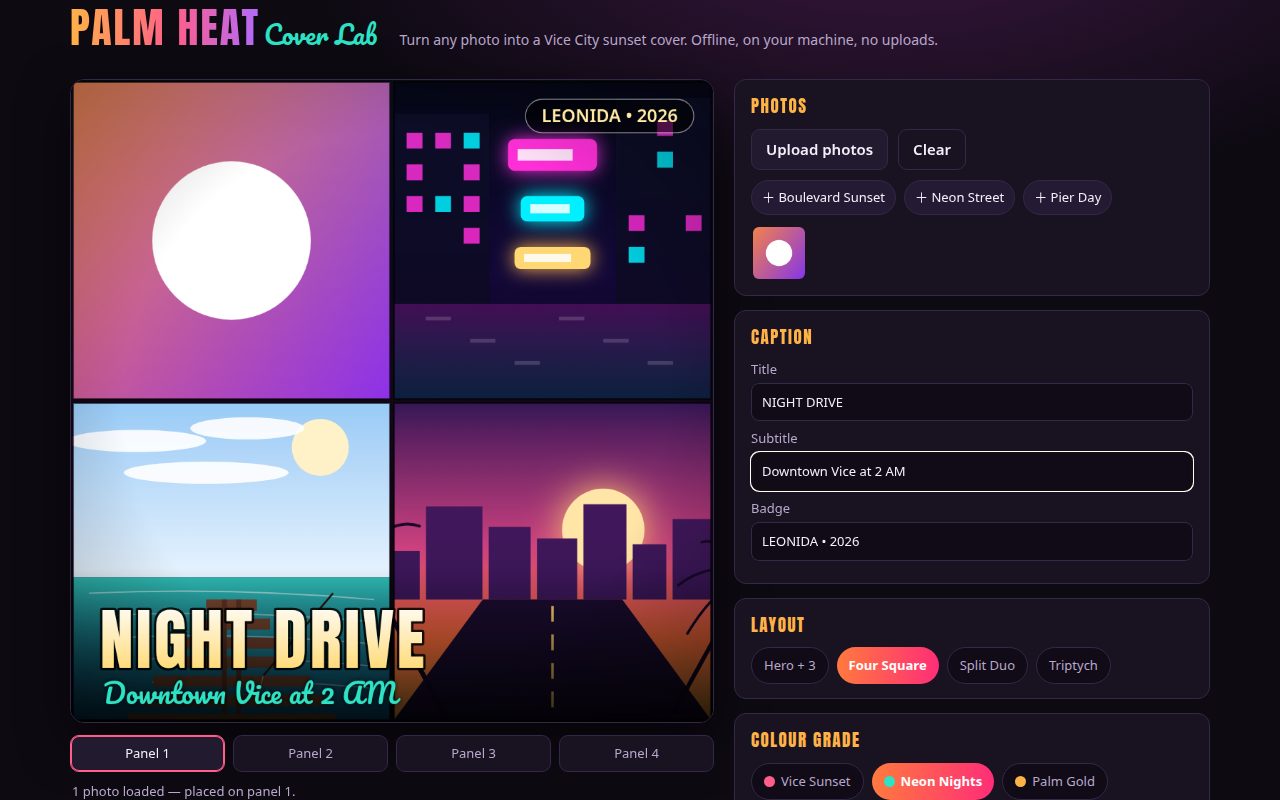 PALM HEAT Cover Lab Turn any photo into a Vice City sunset cover. Offline, on your machine, no uploads.
LEONIDA • 2026
NIGHT DRIVE
Downtown Vice at 2 AM
Panel 1 Panel 2 Panel 3 Panel 4
1 photo loaded — placed on panel 1.
PHOTOS
Upload photos Clear
+ Boulevard Sunset + Neon Street + Pier Day
CAPTION
Title
NIGHT DRIVE
Subtitle
Downtown Vice at 2 AM
Badge
LEONIDA • 2026
LAYOUT
Hero + 3 Four Square Split Duo Triptych
COLOUR GRADE
Vice Sunset Neon Nights Palm Gold